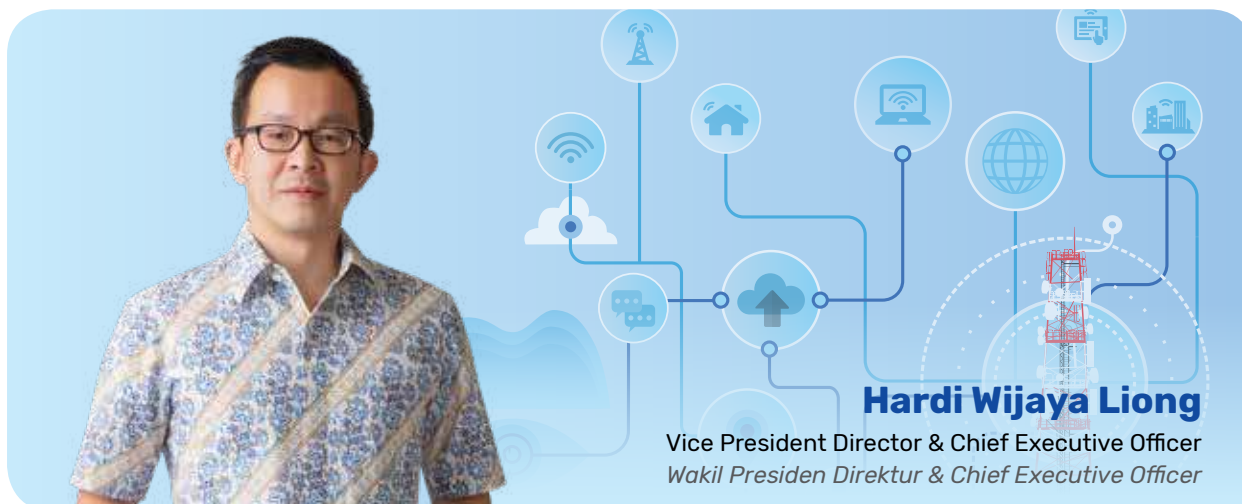 Hardi Wijaya Liong
Vice President Director & Chief Executive Officer
Wakil Presiden Direktur & Chief Executive Officer